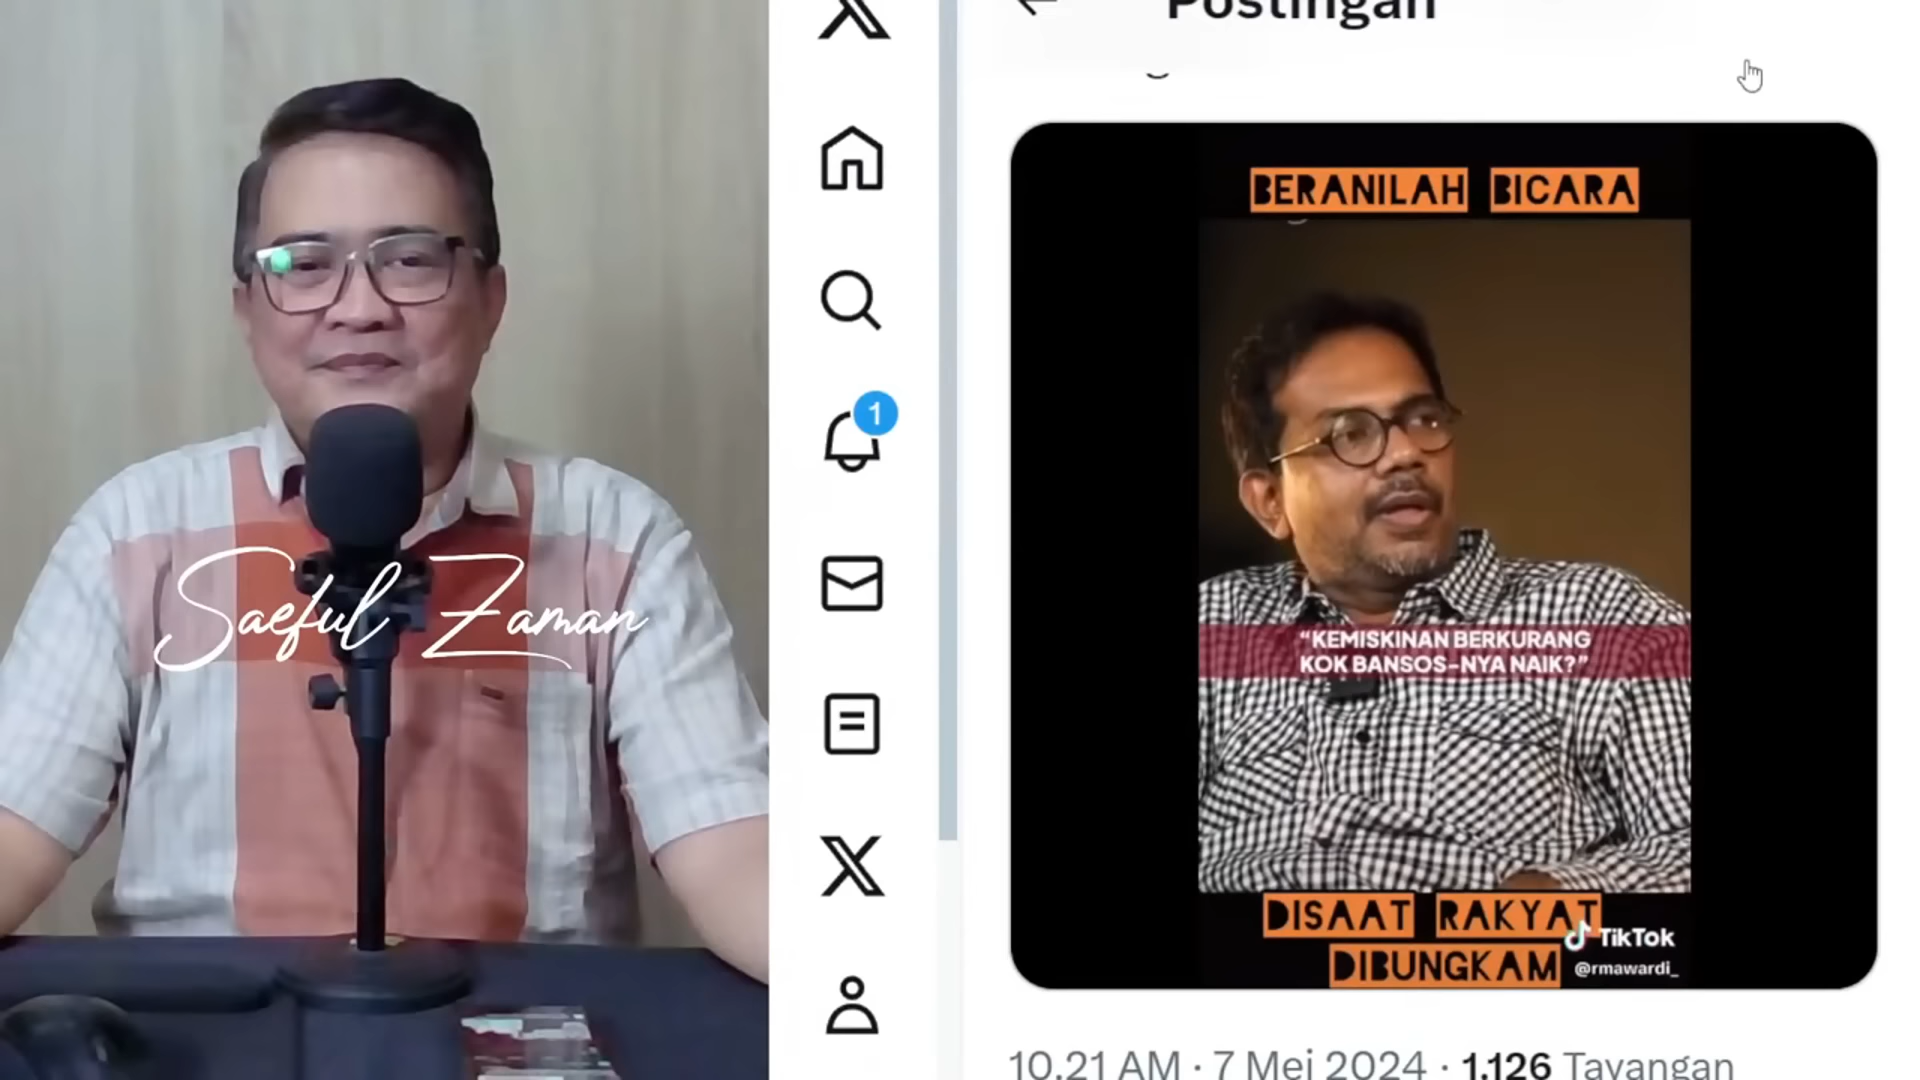 Postingan
1
BERANILAH BICARA
Saeful Zaman
“KEMISKINAN BERKURANG
KOK BANSOS-NYA NAIK?”
DISAAT RAKYAT
DIBUNGKAM
TikTok
@rmawardi_
10.21 AM · 7 Mei 2024 · 1.126 Tayangan